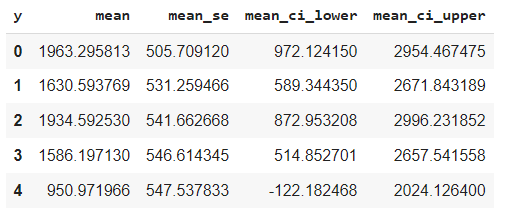 y mean mean_se mean_ci_lower mean_ci_upper
0 1963.295813 505.709120 972.124150 2954.467475
1 1630.593769 531.259466 589.344350 2671.843189
2 1934.592530 541.662668 872.953208 2996.231852
3 1586.197130 546.614345 514.852701 2657.541558
4 950.971966 547.537833 -122.182468 2024.126400